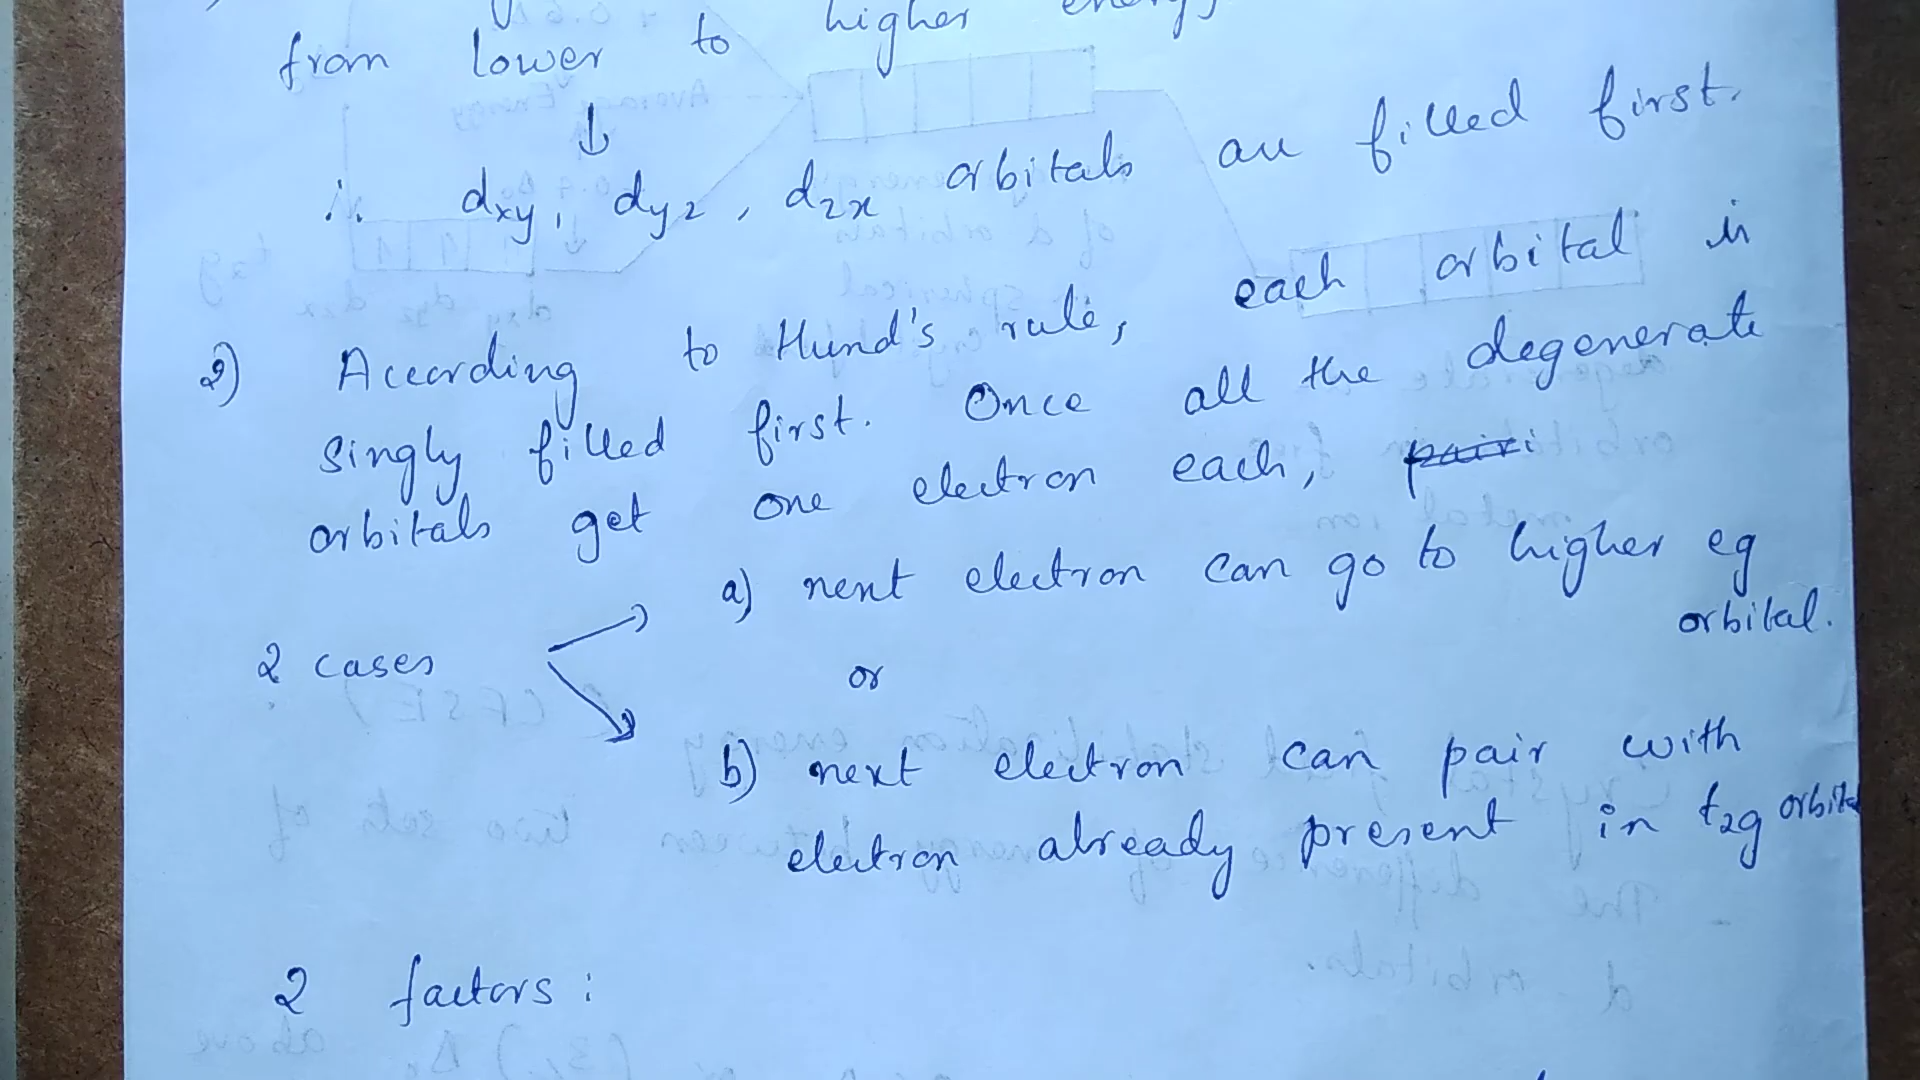 from lower to higher energy
↓
∴ dxy, dyz, dzx orbitals are filled first.
2) According to Hund's rule, each orbital is
singly filled first. Once all the degenerate
orbitals get one electron each,
a) next electron can go to higher eg
orbital.
2 cases
or
b) next electron can pair with
electron already present in t2g orbital
2 factors :